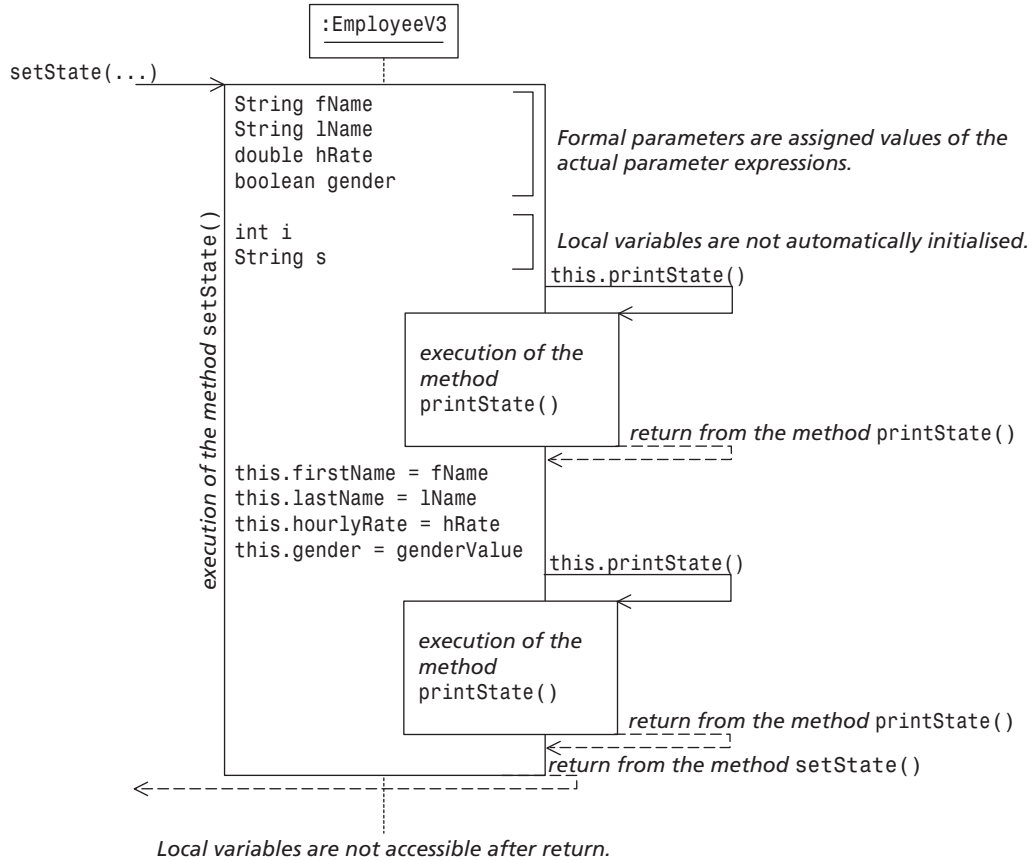 :EmployeeV3
setState(...)
String fName
String lName
double hRate
boolean gender
Formal parameters are assigned values of the
actual parameter expressions.
int i
String s
Local variables are not automatically initialised.
this.printState()
execution of the method setState()
execution of the
method
printState()
return from the method printState()
this.firstName = fName
this.lastName = lName
this.hourlyRate = hRate
this.gender = genderValue
this.printState()
execution of the
method
printState()
return from the method printState()
return from the method setState()
Local variables are not accessible after return.